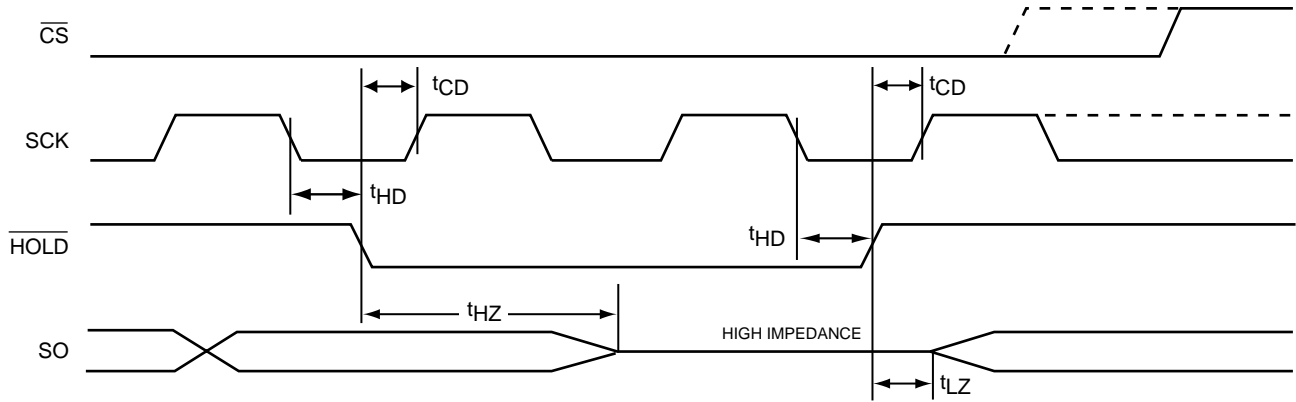 CS
tCD
tCD
SCK
tHD
HOLD
tHD
tHZ
HIGH IMPEDANCE
SO
tLZ